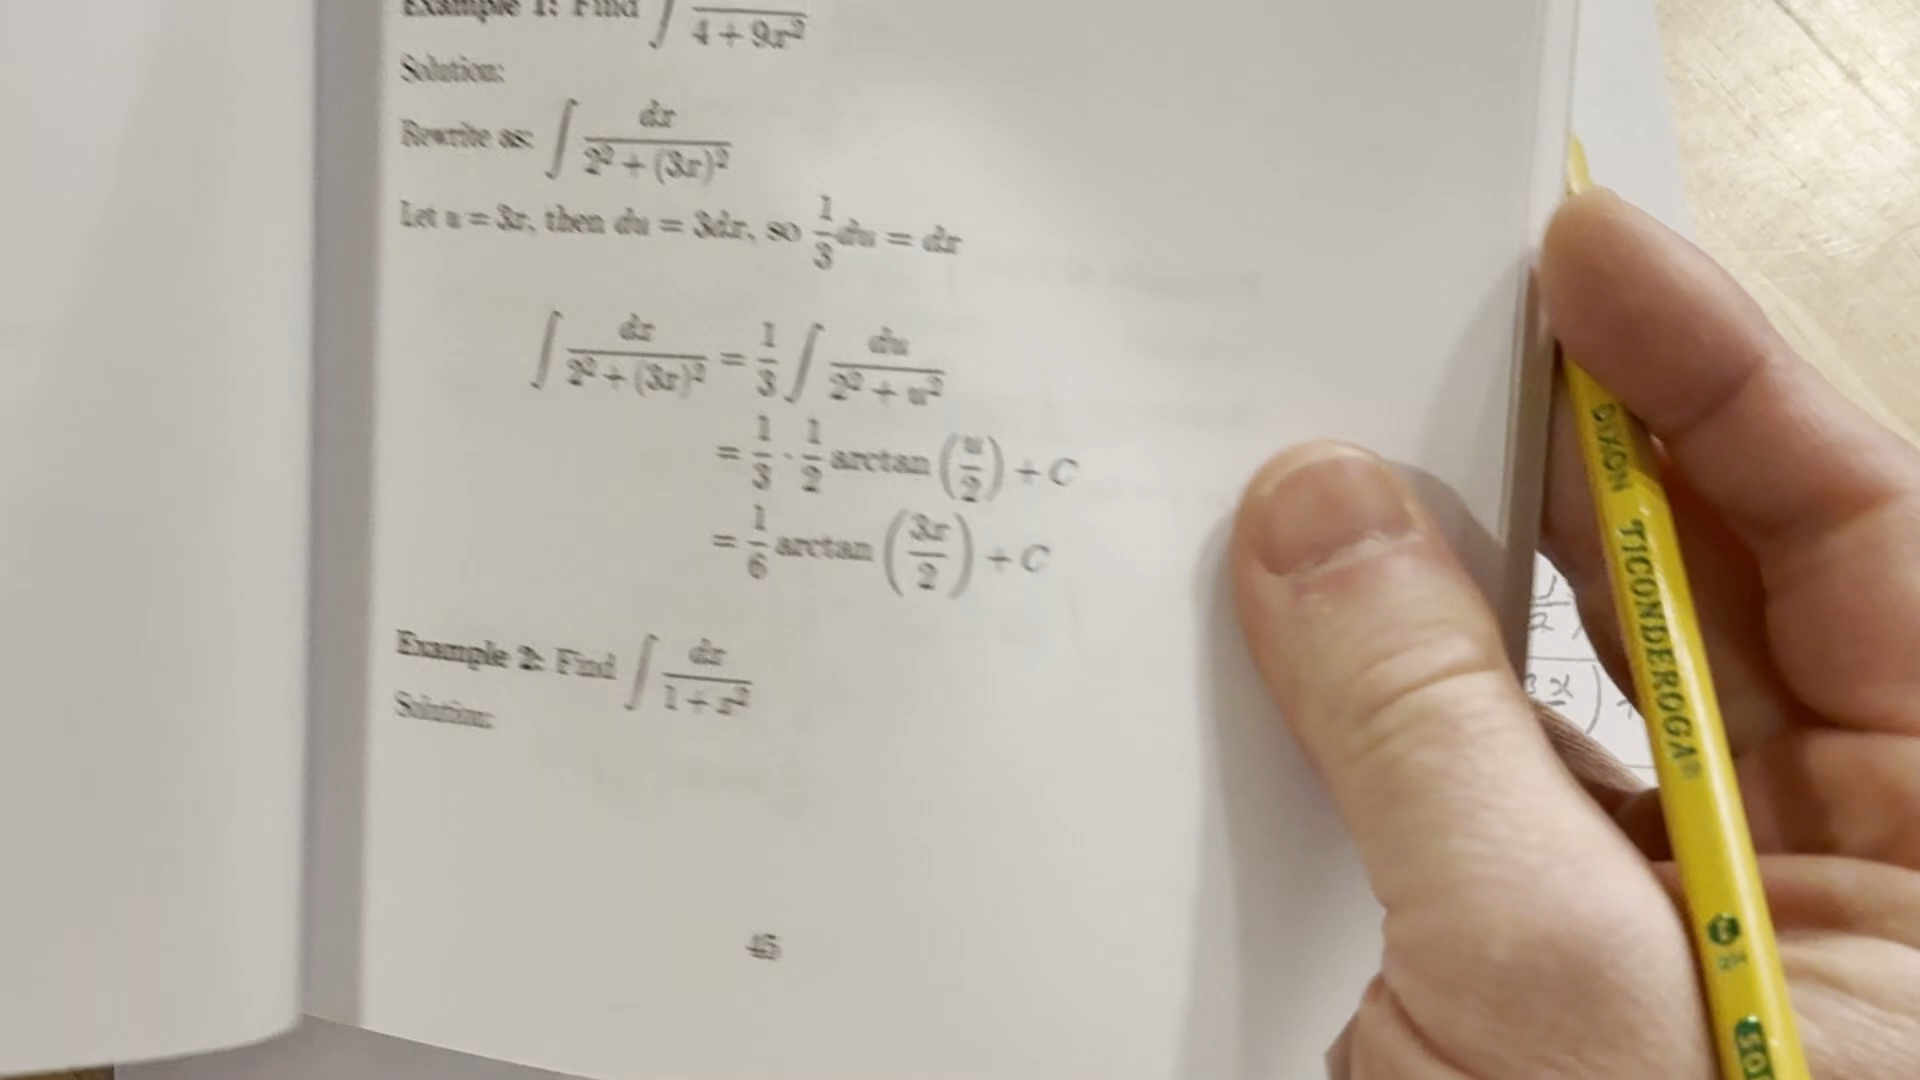 Example 1: Find ∫ 4 + 9x²
Solution:
Rewrite as: ∫ dx / (2² + (3x)²)
Let u = 3x, then du = 3dx, so 1/3 du = dx
∫ dx / (2² + (3x)²) = 1/3 ∫ du / (2² + u²)
= 1/3 · 1/2 arctan (u/2) + C
= 1/6 arctan (3x/2) + C
Example 2: Find ∫ dx / (1 + x²)
Solution:
45
DIXON TICONDEROGA®